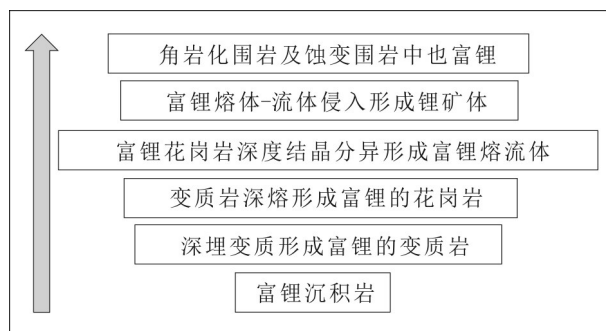 角岩化围岩及蚀变围岩中也富锂
富锂熔体-流体侵入形成锂矿体
富锂花岗岩深度结晶分异形成富锂熔流体
变质岩深熔形成富锂的花岗岩
深埋变质形成富锂的变质岩
富锂沉积岩